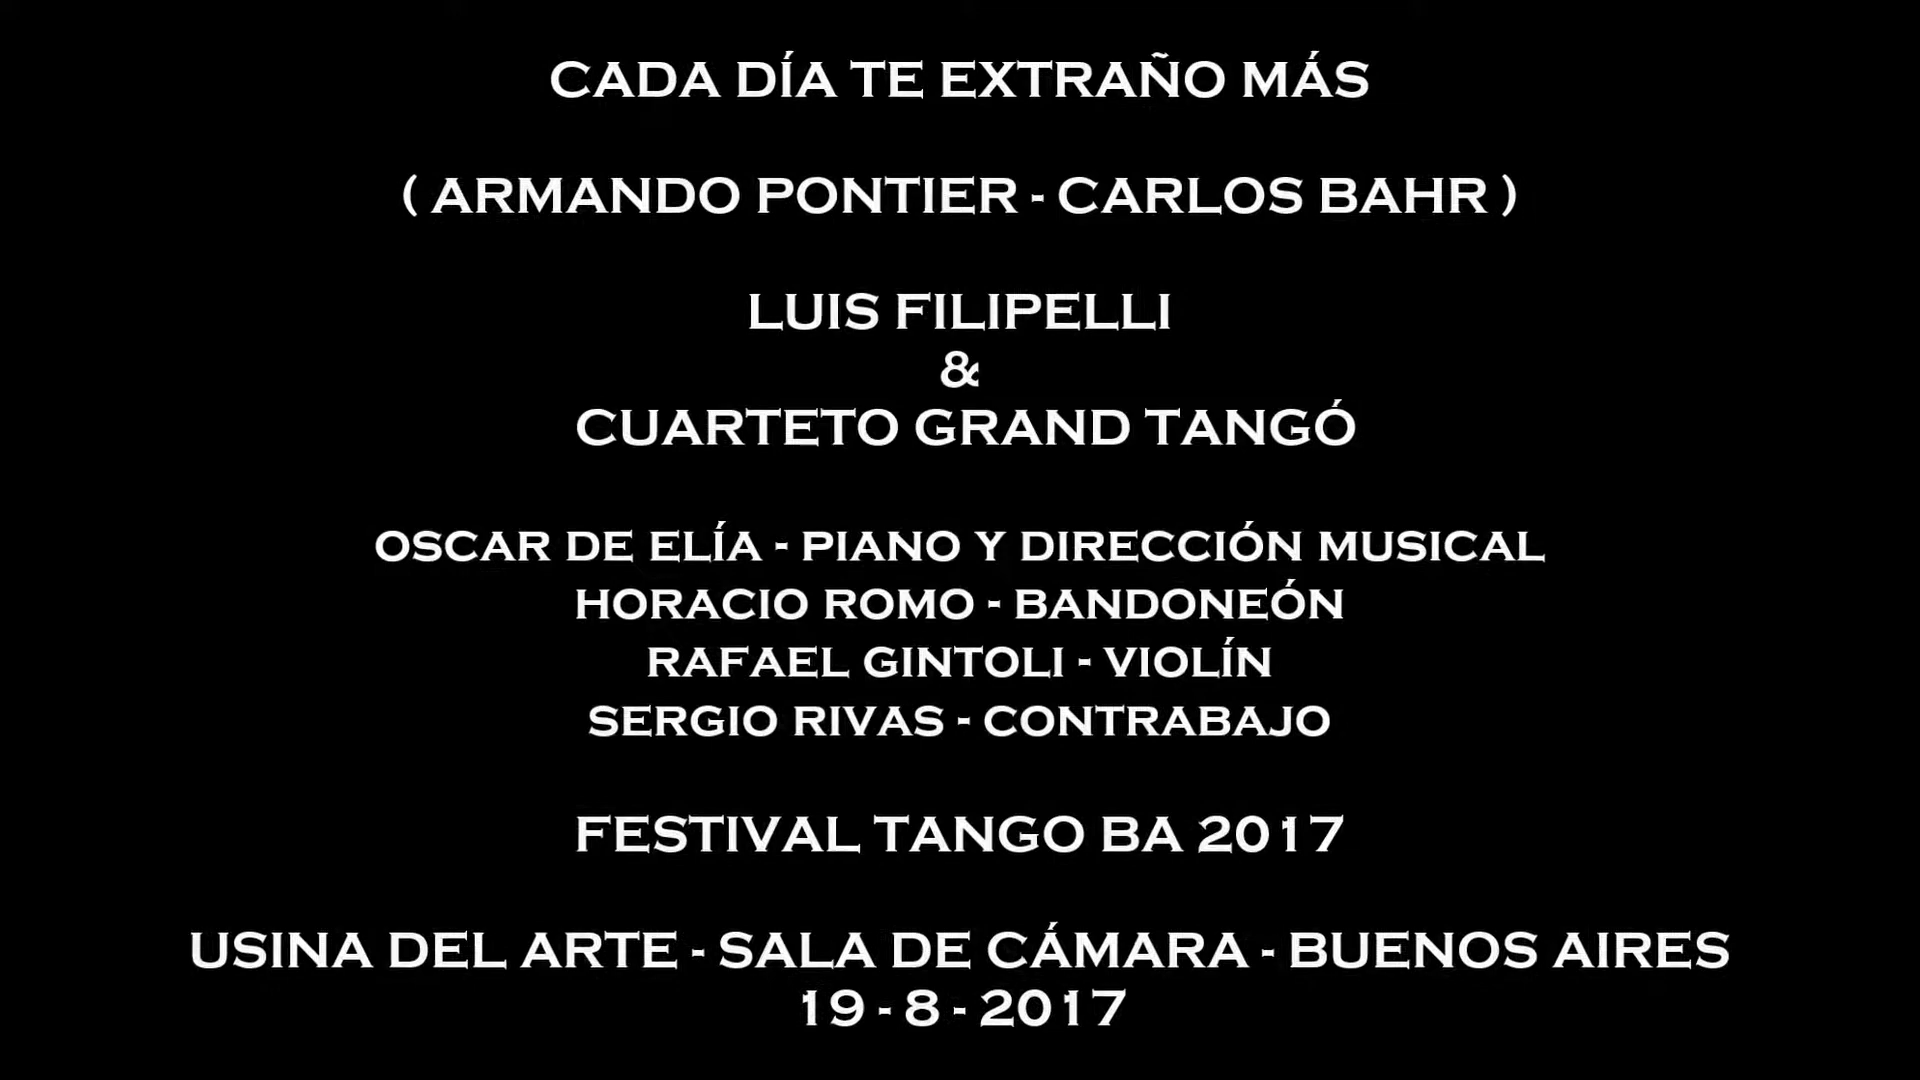 CADA DÍA TE EXTRAÑO MÁS
( ARMANDO PONTIER - CARLOS BAHR )
LUIS FILIPELLI
&
CUARTETO GRAND TANGÓ
OSCAR DE ELÍA - PIANO Y DIRECCIÓN MUSICAL
HORACIO ROMO - BANDONEÓN
RAFAEL GINTOLI - VIOLÍN
SERGIO RIVAS - CONTRABAJO
FESTIVAL TANGO BA 2017
USINA DEL ARTE - SALA DE CÁMARA - BUENOS AIRES
19 - 8 - 2017